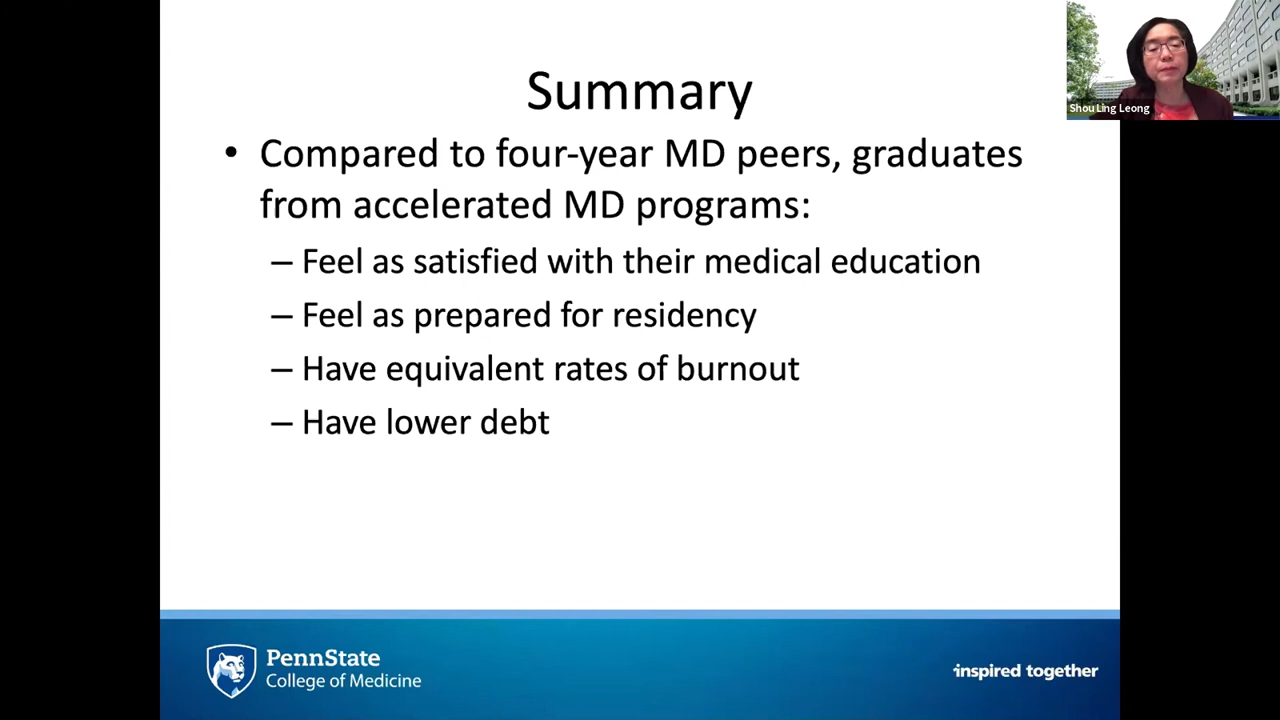 Summary
• Compared to four-year MD peers, graduates
from accelerated MD programs:
– Feel as satisfied with their medical education
– Feel as prepared for residency
– Have equivalent rates of burnout
– Have lower debt
Shou Ling Leong
PennState
College of Medicine
inspired together